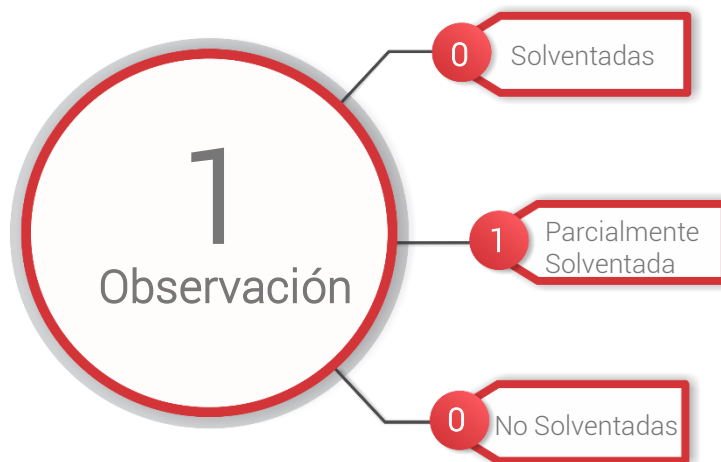 1
Observación
0
Solventadas
1
Parcialmente
Solventada
0
No Solventadas